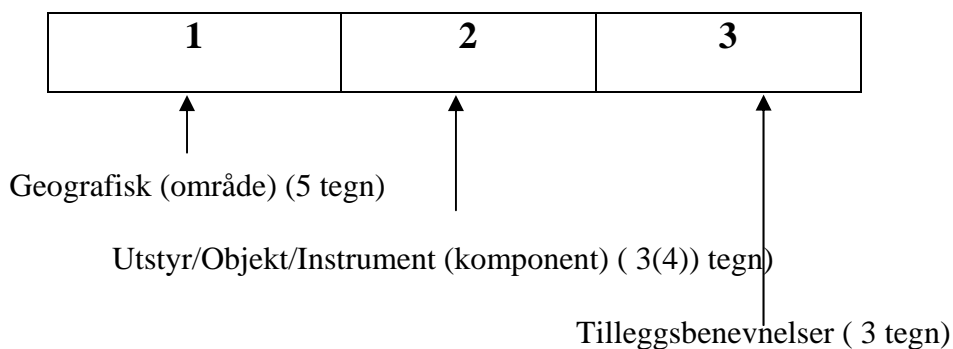 1 2 3
Geografisk (område) (5 tegn)
Utstyr/Objekt/Instrument (komponent) ( 3(4)) tegn)
Tilleggsbenevnelser ( 3 tegn)